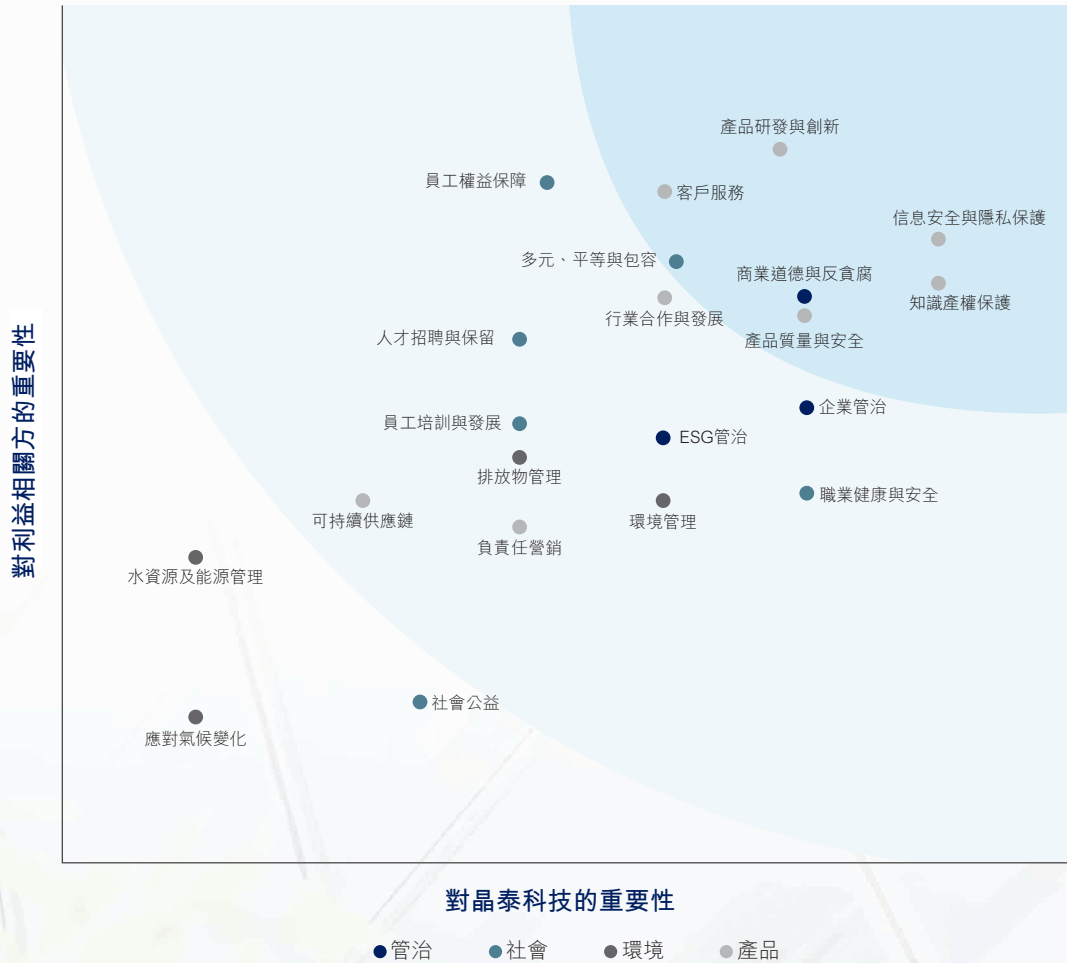 產品研發與創新
員工權益保障
客戶服務
信息安全與隱私保護
多元、平等與包容
商業道德與反貪腐
知識產權保護
行業合作與發展
人才招聘與保留
產品質量與安全
企業管治
員工培訓與發展
ESG管治
排放物管理
職業健康與安全
可持續供應鏈
環境管理
負責任營銷
水資源及能源管理
社會公益
應對氣候變化
對利益相關方的重要性
對晶泰科技的重要性
管治
社會
環境
產品